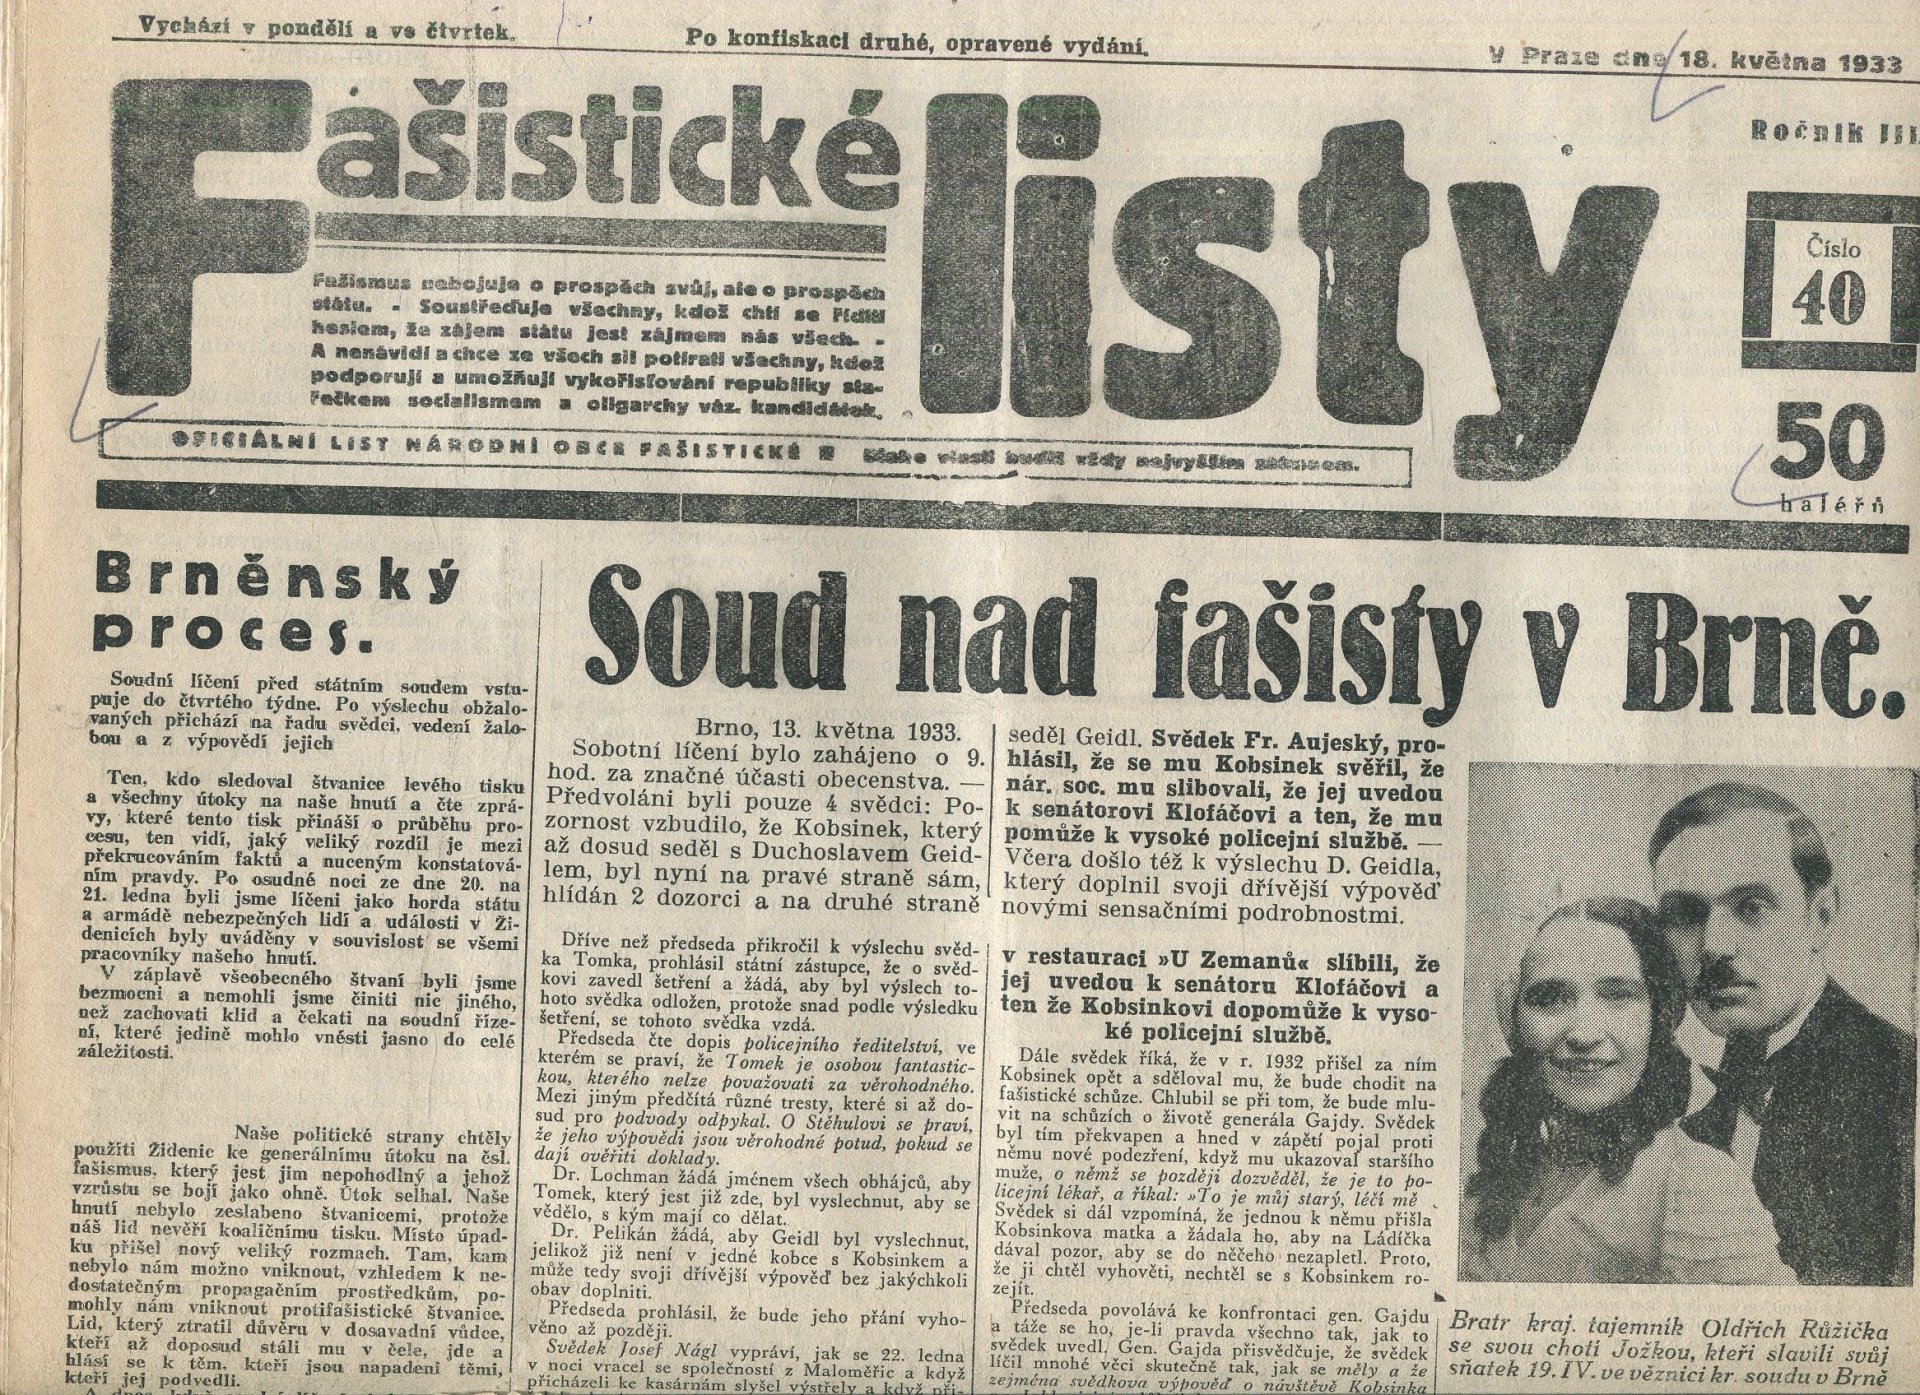 Vychází v pondělí a ve čtvrtek.
Po konfiskaci druhé, opravené vydání.
V Praze dne 18. května 1933
Fašistické listy
Ročník III.
Číslo
40
50
haléřů
Fašismus nebojuje o prospěch svůj, ale o prospěch
státu. - Soustřeďuje všechny, kdož chtí se říditi
heslem, že zájem státu jest zájmem nás všech. -
A nenávidí a chce ze všech sil potírati všechny, kdož
podporují a umožňují vykořisťování republiky sta-
řečkem socialismem a oligarchy váz. kandidátek.
OFICIÁLNÍ LIST NÁRODNÍ OBCE FAŠISTICKÉ Blaho vlasti budiž vždy nejvyšším zákonem.
Brněnský
proces.
Soudní líčení před státním soudem vstu-
puje do čtvrtého týdne. Po výslechu obžalo-
vaných přichází na řadu svědci, vedení žalo-
bou a z výpovědí jejich
Ten, kdo sledoval štvanice levého tisku
a všechny útoky na naše hnutí a čte zprá-
vy, které tento tisk přináší o průběhu pro-
cesu, ten vidí, jaký veliký rozdíl je mezi
překrucováním faktů a nuceným konstatová-
ním pravdy. Po osudné noci ze dne 20. na
21. ledna byli jsme líčeni jako horda státu
a armádě nebezpečných lidí a události v Ži-
denicích byly uváděny v souvislost se všemi
pracovníky našeho hnutí.
V záplavě všeobecného štvaní byli jsme
bezmocni a nemohli jsme činiti nic jiného,
než zachovati klid a čekati na soudní říze-
ní, které jedině mohlo vnésti jasno do celé
záležitosti.
Naše politické strany chtěly
použíti Židenic ke generálnímu útoku na čsl.
fašismus, který jest jim nepohodlný a jehož
vzrůstu se bojí jako ohně. Útok selhal. Naše
hnutí nebylo zeslabeno štvanicemi, protože
náš lid nevěří koaličnímu tisku. Místo úpad-
ku přišel nový veliký rozmach. Tam, kam
nebylo nám možno vniknout, vzhledem k ne-
dostatečným propagačním prostředkům, po-
mohly nám vniknout protifašistické štvanice.
Lid, který ztratil důvěru v dosavadní vůdce,
kteří až doposud stáli mu v čele, jde a
hlásí se k těm, kteří jsou napadeni těmi,
kteří jej podvedli.
Soud nad fašisty v Brně.
Brno, 13. května 1933.
Sobotní líčení bylo zahájeno o 9.
hod. za značné účasti obecenstva. —
Předvoláni byli pouze 4 svědci: Po-
zornost vzbudilo, že Kobsinek, který
až dosud seděl s Duchoslavem Geid-
lem, byl nyní na pravé straně sám,
hlídán 2 dozorci a na druhé straně
Dříve než předseda přikročil k výslechu svěd-
ka Tomka, prohlásil státní zástupce, že o svěd-
kovi zavedl šetření a žádá, aby byl výslech to-
hoto svědka odložen, protože snad podle výsledku
šetření, se tohoto svědka vzdá.
Předseda čte dopis policejního ředitelství, ve
kterém se praví, že Tomek je osobou fantastic-
kou, kterého nelze považovati za věrohodného.
Mezi jiným předčítá různé tresty, které si až do-
sud pro podvody odpykal. O Stěhulovi se praví,
že jeho výpovědi jsou věrohodné potud, pokud se
dají ověřiti doklady.
Dr. Lochman žádá jménem všech obhájců, aby
Tomek, který jest již zde, byl vyslechnut, aby se
vědělo, s kým mají co dělat.
Dr. Pelikán žádá, aby Geidl byl vyslechnut,
jelikož již není v jedné kobce s Kobsinkem a
může tedy svoji dřívější výpověď bez jakýchkoli
obav doplniti.
Předseda prohlásil, že bude jeho přání vyho-
věno až později.
Svědek Josef Nágl vypráví, jak se 22. ledna
v noci vracel se společností z Maloměřic a když
přicházeli ke kasárnám slyšel výstřely a když při-
seděl Geidl. Svědek Fr. Aujeský, pro-
hlásil, že se mu Kobsinek svěřil, že
nár. soc. mu slibovali, že jej uvedou
k senátorovi Klofáčovi a ten, že mu
pomůže k vysoké policejní službě. —
Včera došlo též k výslechu D. Geidla,
který doplnil svoji dřívější výpověď
novými sensačními podrobnostmi.
v restauraci »U Zemanů« slíbili, že
jej uvedou k senátoru Klofáčovi a
ten že Kobsinkovi dopomůže k vyso-
ké policejní službě.
Dále svědek říká, že v r. 1932 přišel za ním
Kobsinek opět a sděloval mu, že bude chodit na
fašistické schůze. Chlubil se při tom, že bude mlu-
vit na schůzích o životě generála Gajdy. Svědek
byl tím překvapen a hned v zápětí pojal proti
němu nové podezření, když mu ukazoval staršího
muže, o němž se později dozvěděl, že je to po-
licejní lékař, a říkal: »To je můj starý, léčí mě
Svědek si dál vzpomíná, že jednou k němu přišla
Kobsinkova matka a žádala ho, aby na Ládíčka
dával pozor, aby se do něčeho nezapletl. Proto,
že jí chtěl vyhověti, nechtěl se s Kobsinkem ro-
zejít.
Předseda povolává ke konfrontaci gen. Gajdu
a táže se ho, je-li pravda všechno tak, jak to
svědek uvedl. Gen. Gajda přisvědčuje, že svědek
líčil mnohé věci skutečně tak, jak se měly a že
zejména svědkova výpověď o návštěvě Kobsinka
Bratr kraj. tajemník Oldřich Růžička
se svou chotí Jožkou, kteří slavili svůj
sňatek 19. IV. ve věznici kr. soudu v Brně